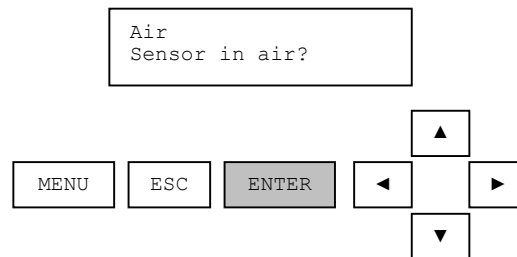 Air
Sensor in air?
▲
MENU ESC ENTER ◄ ►
▼